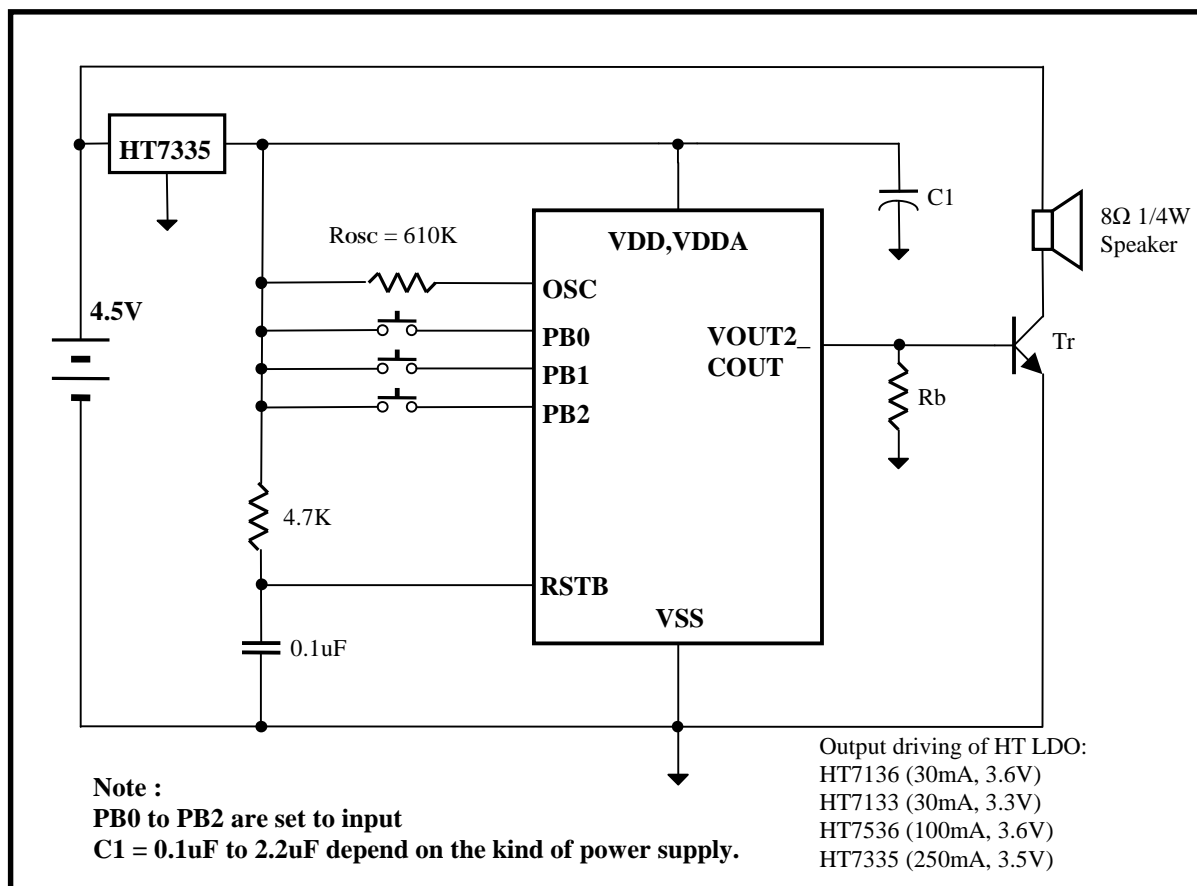 HT7335
C1
8Ω 1/4W
Speaker
Rosc = 610K
VDD,VDDA
OSC
4.5V
PB0
VOUT2_
COUT
Tr
PB1
PB2
Rb
4.7K
RSTB
VSS
0.1uF
Output driving of HT LDO:
HT7136 (30mA, 3.6V)
HT7133 (30mA, 3.3V)
HT7536 (100mA, 3.6V)
HT7335 (250mA, 3.5V)
Note :
PB0 to PB2 are set to input
C1 = 0.1uF to 2.2uF depend on the kind of power supply.